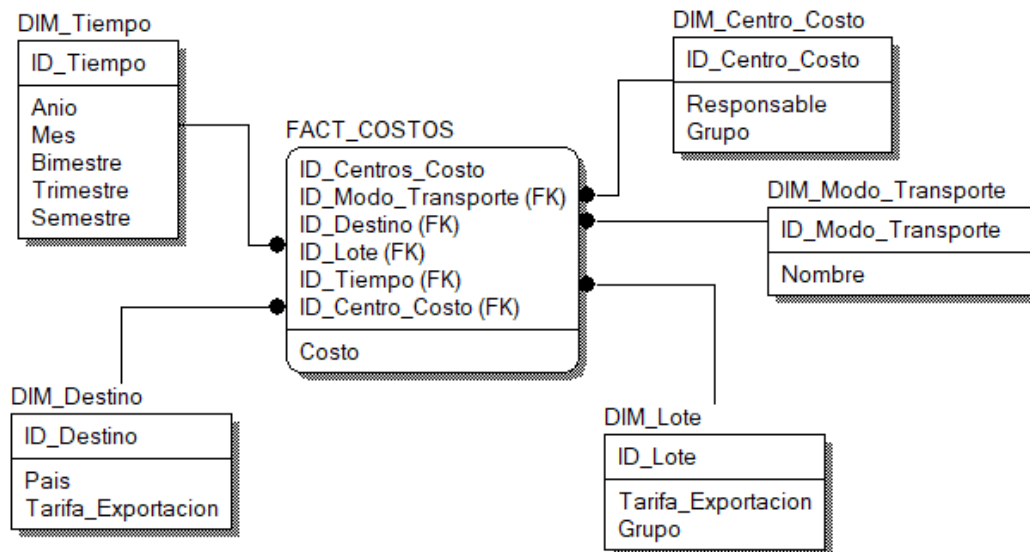 DIM_Tiempo
ID_Tiempo
Anio
Mes
Bimestre
Trimestre
Semestre
DIM_Centro_Costo
ID_Centro_Costo
Responsable
Grupo
FACT_COSTOS
ID_Centros_Costo
ID_Modo_Transporte (FK)
ID_Destino (FK)
ID_Lote (FK)
ID_Tiempo (FK)
ID_Centro_Costo (FK)
Costo
DIM_Modo_Transporte
ID_Modo_Transporte
Nombre
DIM_Destino
ID_Destino
Pais
Tarifa_Exportacion
DIM_Lote
ID_Lote
Tarifa_Exportacion
Grupo